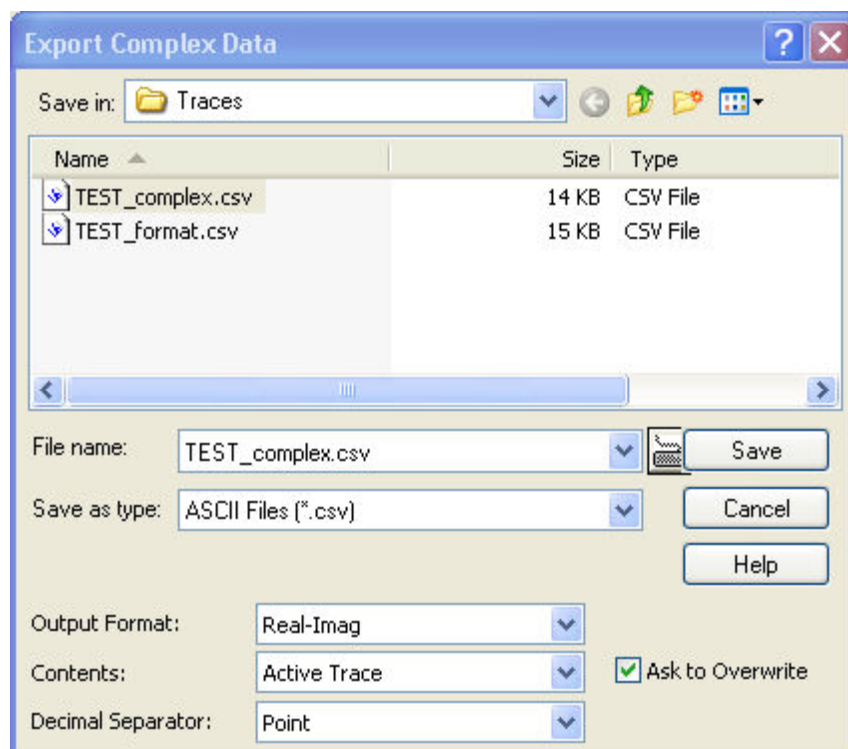 Export Complex Data
Save in: Traces
Name Size Type
TEST_complex.csv 14 KB CSV File
TEST_format.csv 15 KB CSV File
File name: TEST_complex.csv Save
Save as type: ASCII Files (*.csv) Cancel
Help
Output Format: Real-Imag
Contents: Active Trace Ask to Overwrite
Decimal Separator: Point